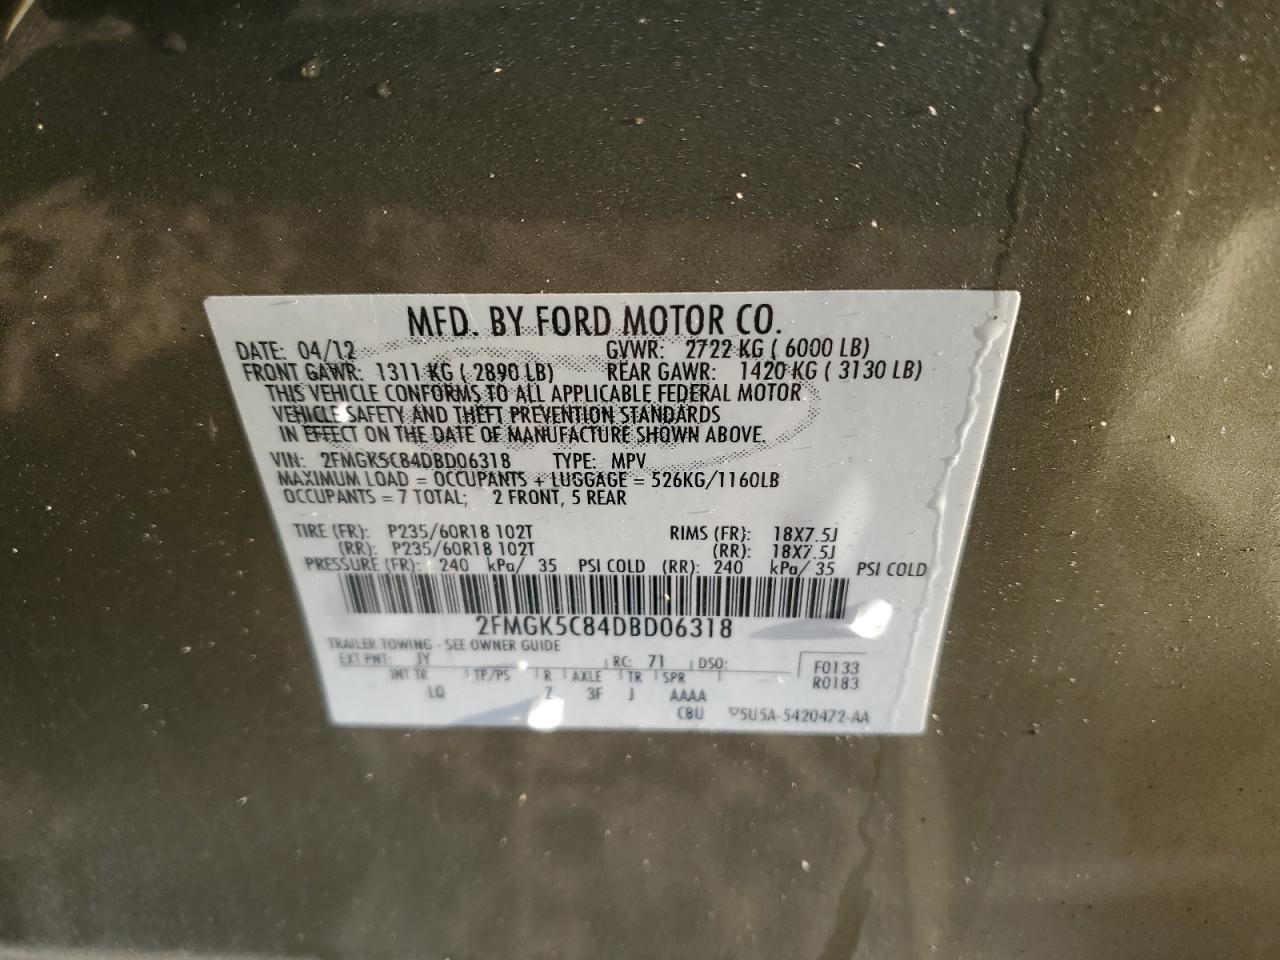 MFD. BY FORD MOTOR CO.
DATE: 04/12 GVWR: 2722 KG ( 6000 LB)
FRONT GAWR: 1311 KG ( 2890 LB) REAR GAWR: 1420 KG ( 3130 LB)
THIS VEHICLE CONFORMS TO ALL APPLICABLE FEDERAL MOTOR
VEHICLE SAFETY AND THEFT PREVENTION STANDARDS
IN EFFECT ON THE DATE OF MANUFACTURE SHOWN ABOVE.
VIN: 2FMGK5C84DBD06318 TYPE: MPV
MAXIMUM LOAD = OCCUPANTS + LUGGAGE = 526KG/1160LB
OCCUPANTS = 7 TOTAL; 2 FRONT, 5 REAR
TIRE (FR): P235/60R18 102T RIMS (FR): 18X7.5J
(RR): P235/60R18 102T (RR): 18X7.5J
PRESSURE (FR): 240 kPa/ 35 PSI COLD (RR): 240 kPa/ 35 PSI COLD
2FMGK5C84DBD06318
TRAILER TOWING - SEE OWNER GUIDE
EXT PNT: JY RC: 71 DSO: F0133
INT TR TP/PS R AXLE TR SPR R0183
LQ Z 3F J AAAA
CBU ▽5U5A-5420472-AA